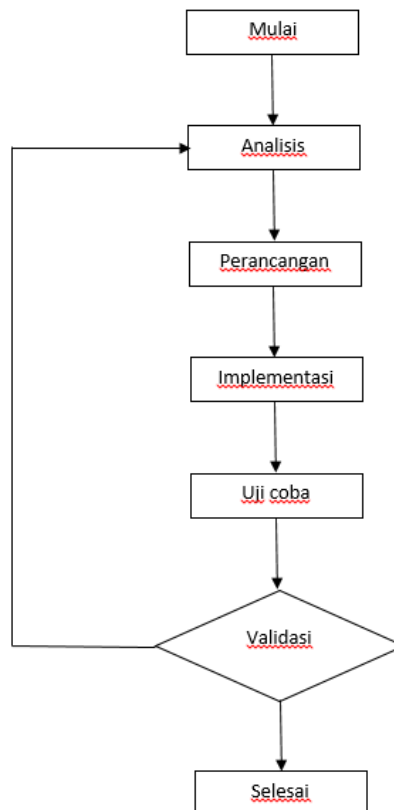 Mulai
Analisis
Perancangan
Implementasi
Uji coba
Validasi
Selesai